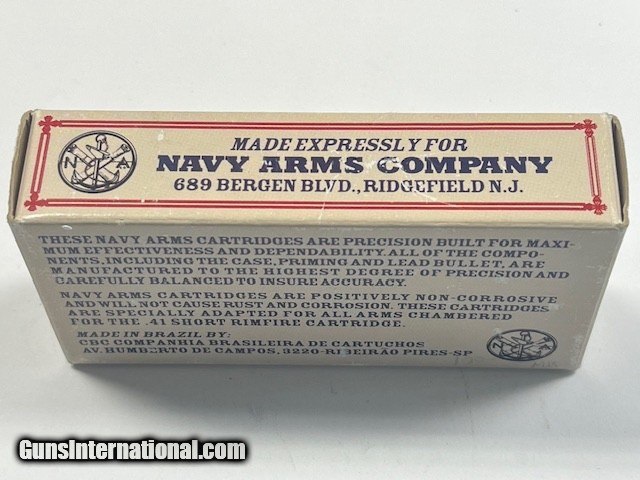 MADE EXPRESSLY FOR
NAVY ARMS COMPANY
689 BERGEN BLVD., RIDGEFIELD N.J.
N A
THESE NAVY ARMS CARTRIDGES ARE PRECISION BUILT FOR MAXI-
MUM EFFECTIVENESS AND DEPENDABILITY. ALL OF THE COMPO-
NENTS, INCLUDING THE CASE, PRIMING AND LEAD BULLET, ARE
MANUFACTURED TO THE HIGHEST DEGREE OF PRECISION AND
CAREFULLY BALANCED TO INSURE ACCURACY.
NAVY ARMS CARTRIDGES ARE POSITIVELY NON-CORROSIVE
AND WILL NOT CAUSE RUST AND CORROSION. THESE CARTRIDGES
ARE SPECIALLY ADAPTED FOR ALL ARMS CHAMBERED
FOR THE .41 SHORT RIMFIRE CARTRIDGE.
MADE IN BRAZIL BY:
CBC COMPANHIA BRASILEIRA DE CARTUCHOS
AV. HUMBERTO DE CAMPOS, 3220-RIBEIRÃO PIRES-SP
N A
GunsInternational.com